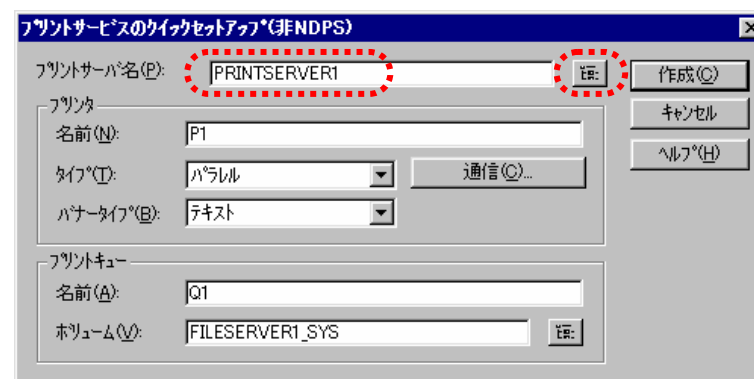 プリントサービスのクイックセットアップ(非NDPS)
プリントサーバ名(P): PRINTSERVER1
作成(C)
プリンタ
キャンセル
名前(N): P1
ヘルプ(H)
タイプ(T): パラレル 通信(C)...
バナータイプ(B): テキスト
プリントキュー
名前(A): Q1
ボリューム(V): FILESERVER1_SYS